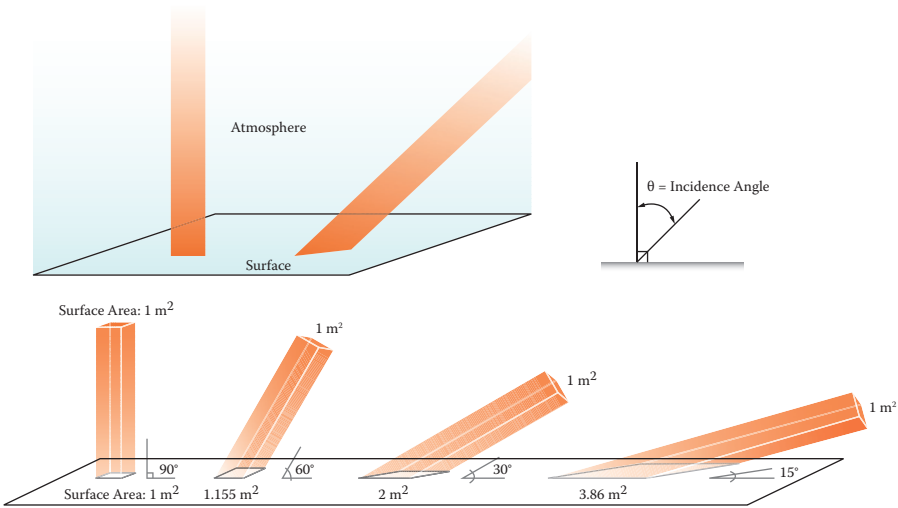 Atmosphere
θ = Incidence Angle
Surface
Surface Area: 1 m²
1 m²
1 m²
1 m²
90°
60°
30°
15°
Surface Area: 1 m²
1.155 m²
2 m²
3.86 m²